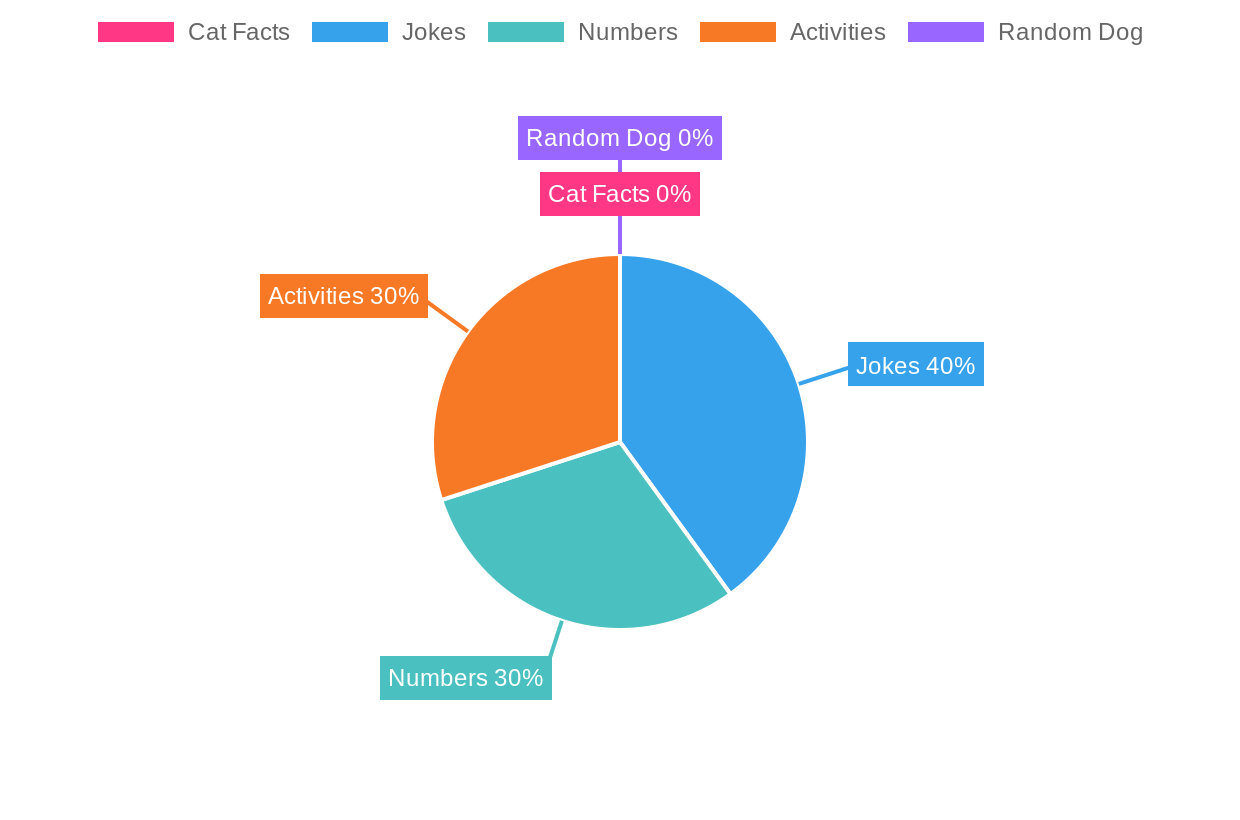 Cat Facts Jokes Numbers Activities Random Dog
Random Dog 0%
Cat Facts 0%
Activities 30%
Jokes 40%
Numbers 30%